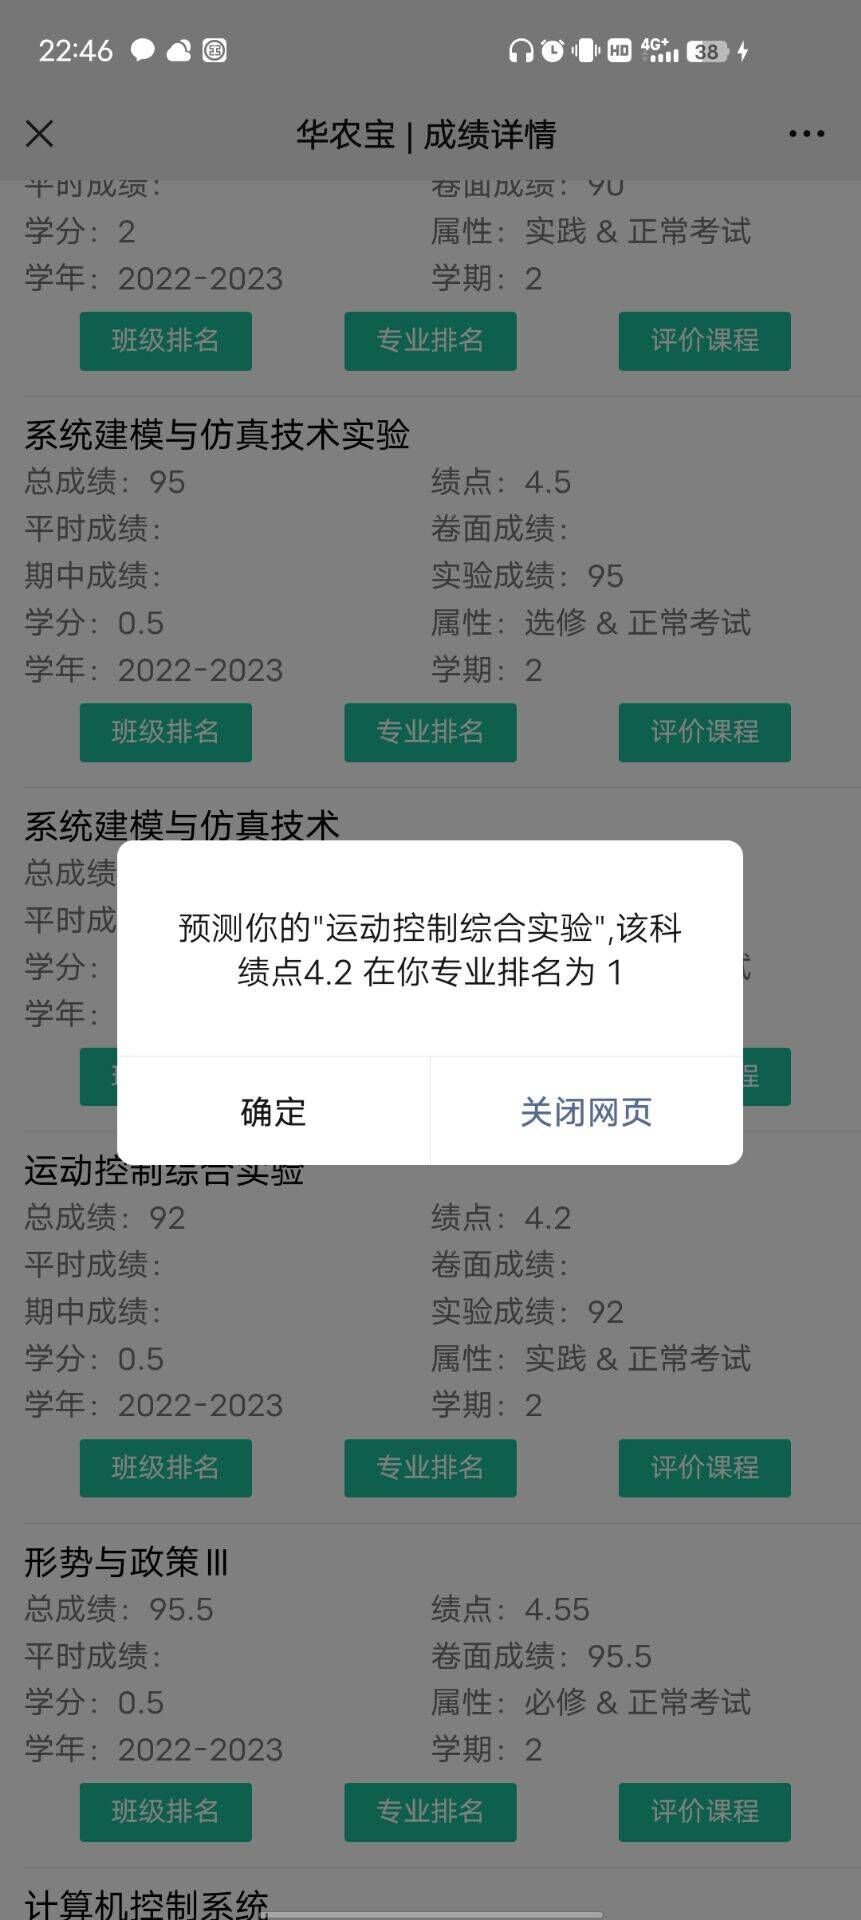 22:46 HD 4G+ 38
华农宝 | 成绩详情
平时成绩： 卷面成绩：90
学分：2 属性：实践 & 正常考试
学年：2022-2023 学期：2
班级排名 专业排名 评价课程
系统建模与仿真技术实验
总成绩：95 绩点：4.5
平时成绩： 卷面成绩：
期中成绩： 实验成绩：95
学分：0.5 属性：选修 & 正常考试
学年：2022-2023 学期：2
班级排名 专业排名 评价课程
系统建模与仿真技术
总成绩
平时成
学分：
学年：
预测你的"运动控制综合实验",该科
绩点4.2 在你专业排名为 1
确定 关闭网页
运动控制综合实验
总成绩：92 绩点：4.2
平时成绩： 卷面成绩：
期中成绩： 实验成绩：92
学分：0.5 属性：实践 & 正常考试
学年：2022-2023 学期：2
班级排名 专业排名 评价课程
形势与政策Ⅲ
总成绩：95.5 绩点：4.55
平时成绩： 卷面成绩：95.5
学分：0.5 属性：必修 & 正常考试
学年：2022-2023 学期：2
班级排名 专业排名 评价课程
计算机控制系统